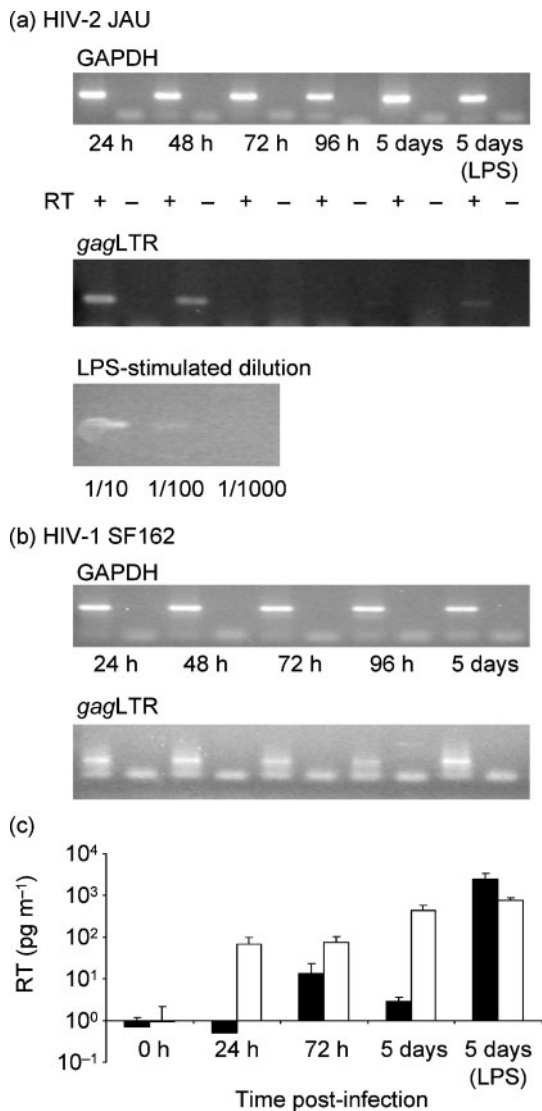 (a) HIV-2 JAU
GAPDH
24 h 48 h 72 h 96 h 5 days 5 days
(LPS)
RT + – + – + – + – + – + –
gagLTR
LPS-stimulated dilution
1/10 1/100 1/1000
(b) HIV-1 SF162
GAPDH
24 h 48 h 72 h 96 h 5 days
gagLTR
(c)
RT (pg m⁻¹)
10⁴
10³
10²
10¹
10⁰
10⁻¹
0 h 24 h 72 h 5 days 5 days
(LPS)
Time post-infection